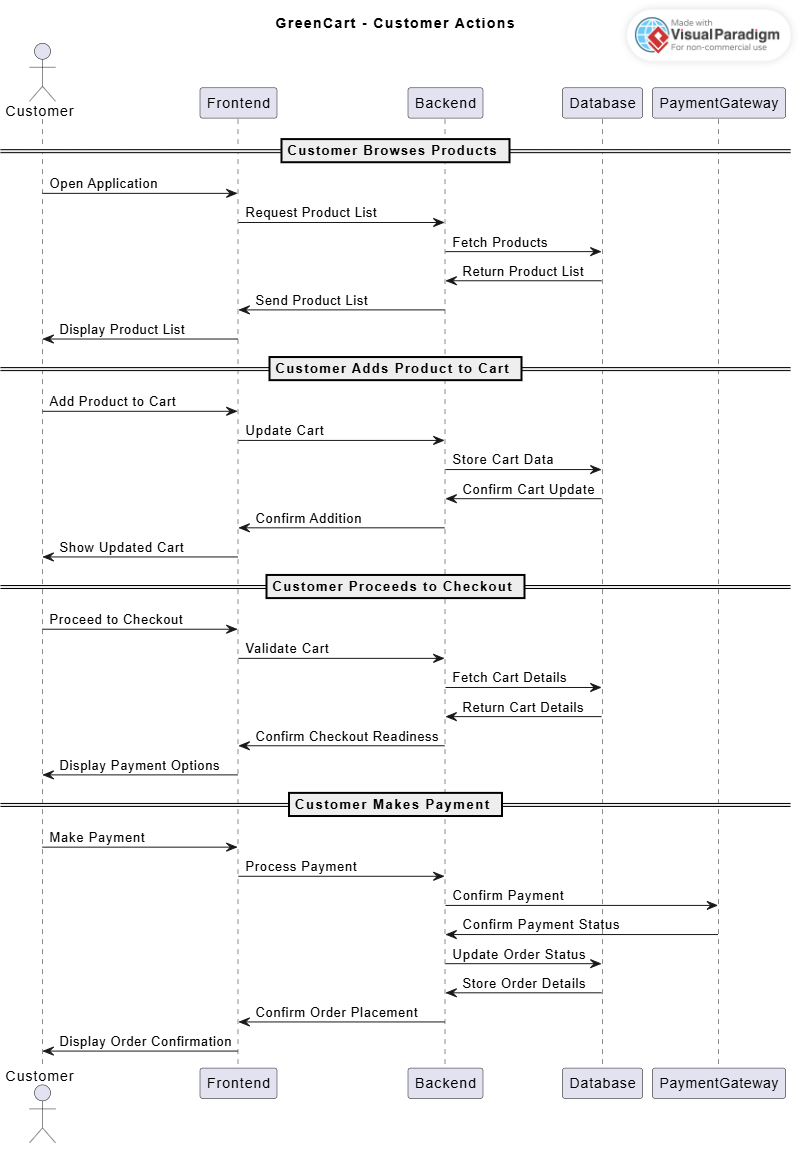 GreenCart - Customer Actions
Made with
VisualParadigm
For non-commercial use
Customer
Frontend
Backend
Database
PaymentGateway
Customer Browses Products
Open Application
Request Product List
Fetch Products
Return Product List
Send Product List
Display Product List
Customer Adds Product to Cart
Add Product to Cart
Update Cart
Store Cart Data
Confirm Cart Update
Confirm Addition
Show Updated Cart
Customer Proceeds to Checkout
Proceed to Checkout
Validate Cart
Fetch Cart Details
Return Cart Details
Confirm Checkout Readiness
Display Payment Options
Customer Makes Payment
Make Payment
Process Payment
Confirm Payment
Confirm Payment Status
Update Order Status
Store Order Details
Confirm Order Placement
Display Order Confirmation
Customer
Frontend
Backend
Database
PaymentGateway